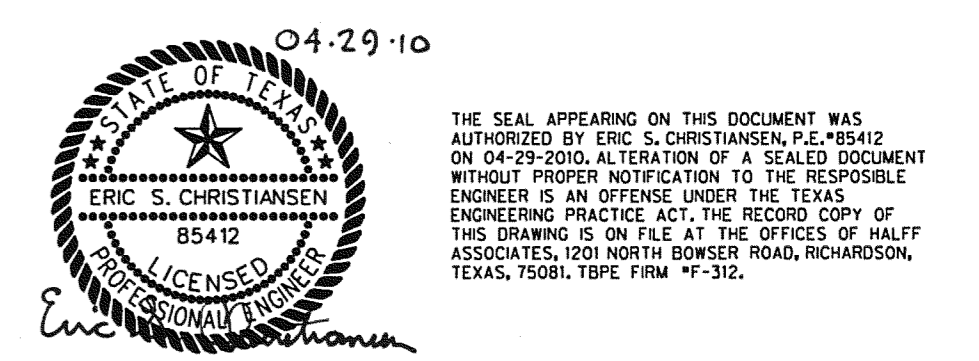 04·29·10
STATE OF TEXAS
ERIC S. CHRISTIANSEN
85412
LICENSED
PROFESSIONAL ENGINEER
Eric S. Christiansen
THE SEAL APPEARING ON THIS DOCUMENT WAS
AUTHORIZED BY ERIC S. CHRISTIANSEN, P.E.#85412
ON 04-29-2010. ALTERATION OF A SEALED DOCUMENT
WITHOUT PROPER NOTIFICATION TO THE RESPOSIBLE
ENGINEER IS AN OFFENSE UNDER THE TEXAS
ENGINEERING PRACTICE ACT. THE RECORD COPY OF
THIS DRAWING IS ON FILE AT THE OFFICES OF HALFF
ASSOCIATES, 1201 NORTH BOWSER ROAD, RICHARDSON,
TEXAS, 75081. TBPE FIRM #F-312.